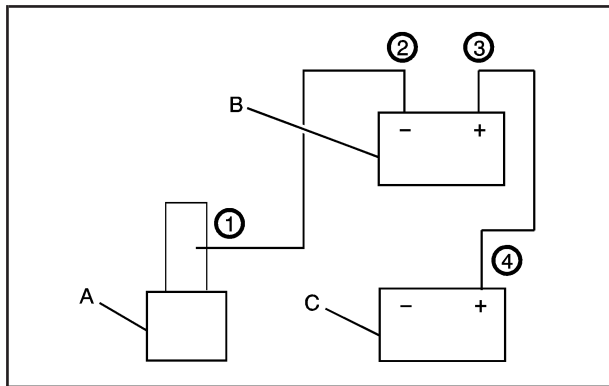 ② ③
B
− +
①
④
A
C
− +